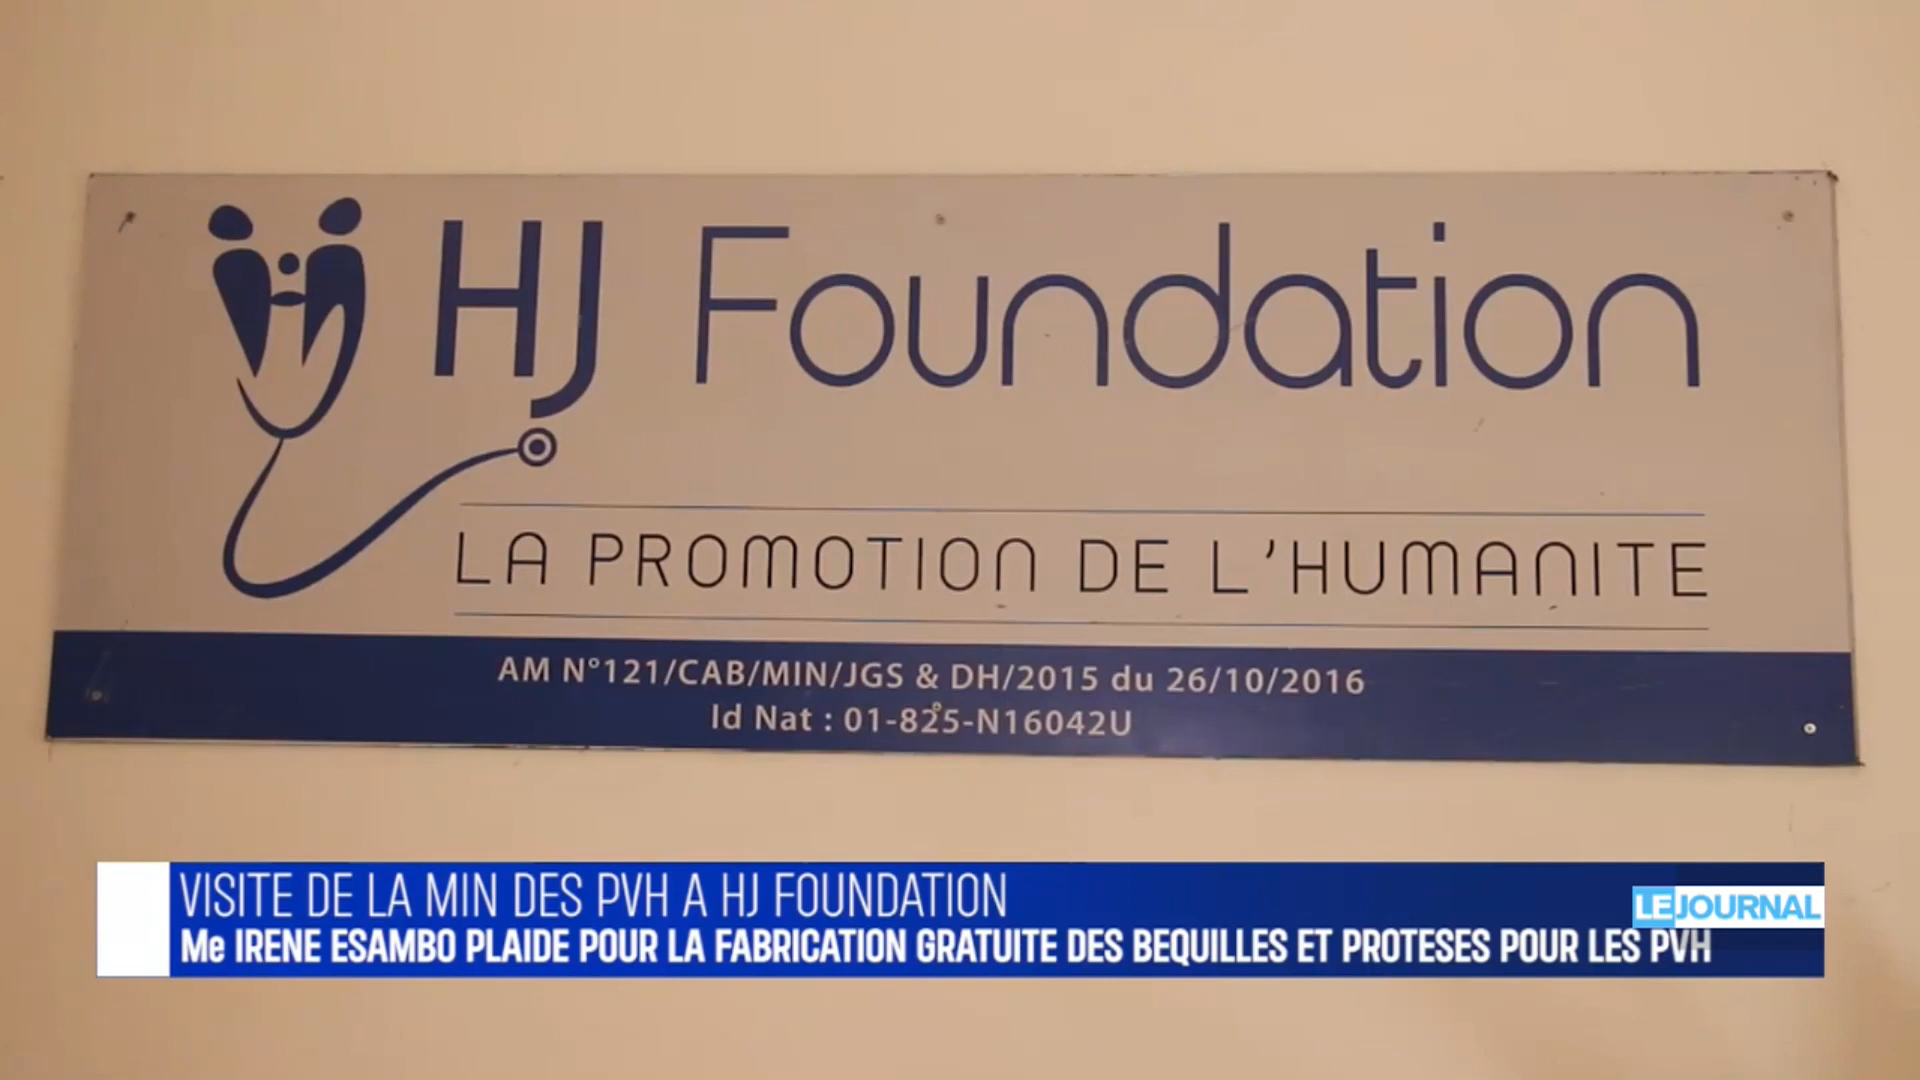 HJ Foundation
LA PROMOTION DE L'HUMANITE
AM N°121/CAB/MIN/JGS & DH/2015 du 26/10/2016
Id Nat : 01-825-N16042U
VISITE DE LA MIN DES PVH A HJ FOUNDATION
LE JOURNAL
Me IRENE ESAMBO PLAIDE POUR LA FABRICATION GRATUITE DES BEQUILLES ET PROTESES POUR LES PVH